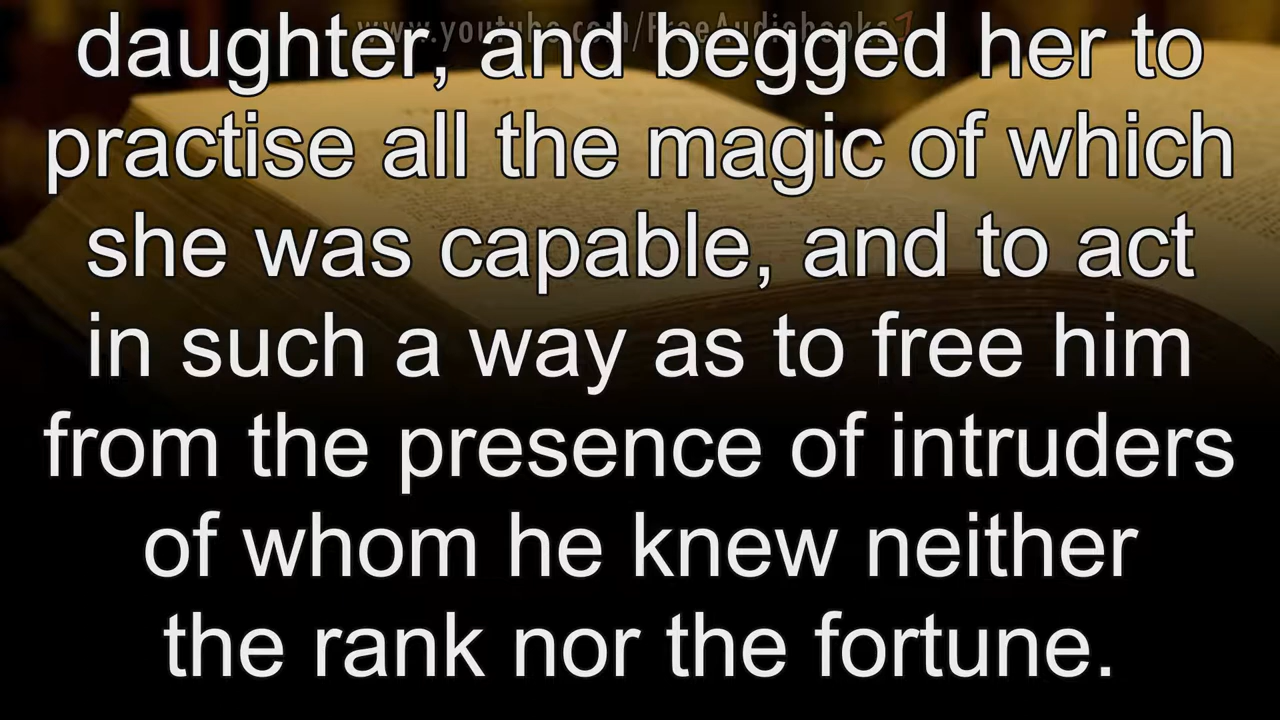 www.youtube.com/FreeAudiobooks7
daughter, and begged her to
practise all the magic of which
she was capable, and to act
in such a way as to free him
from the presence of intruders
of whom he knew neither
the rank nor the fortune.